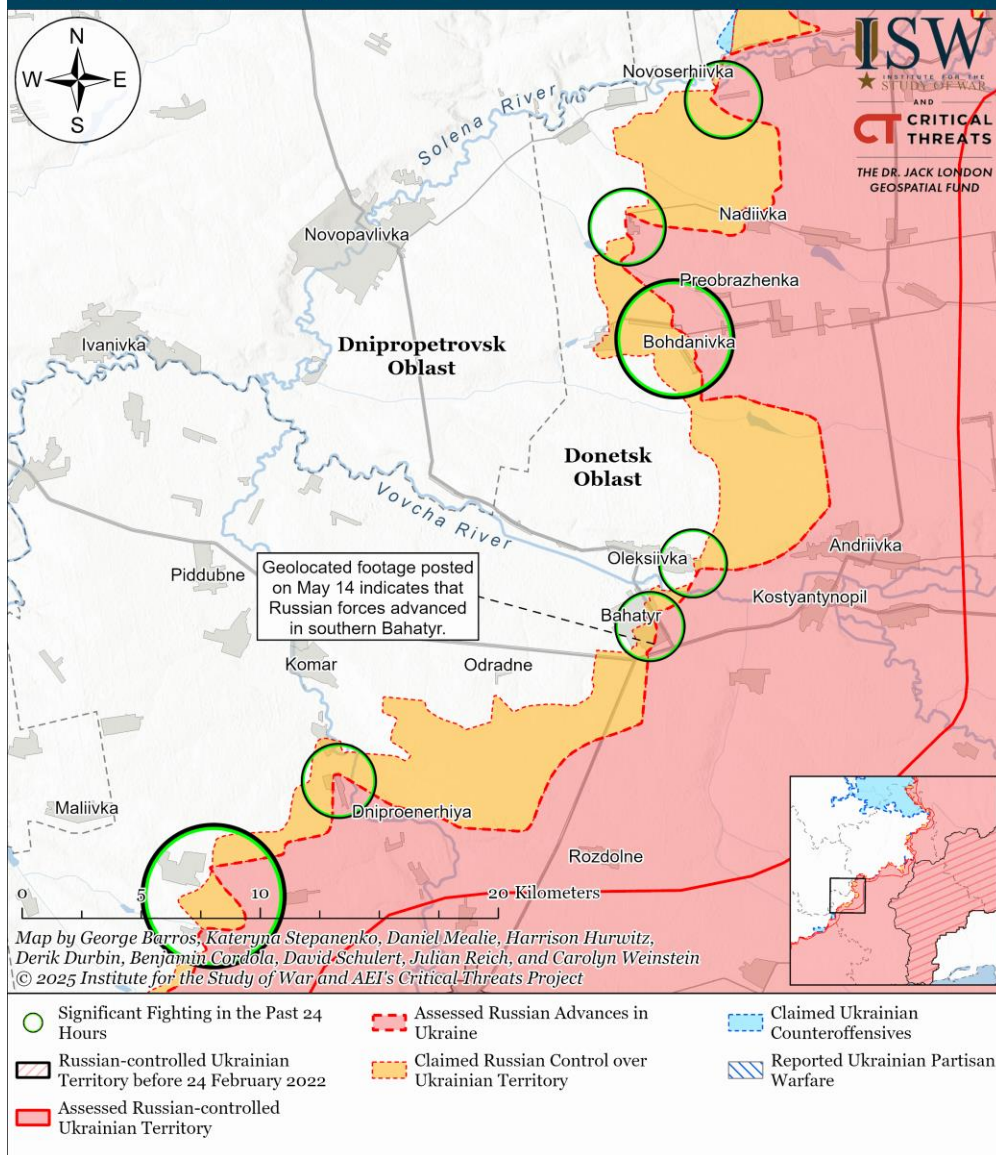 N
W
E
S
ISW
INSTITUTE FOR THE
STUDY OF WAR
AND
CT CRITICAL
THREATS
THE DR. JACK LONDON
GEOSPATIAL FUND
Novoserhiivka
Solena River
Nadiivka
Novopavlivka
Preobrazhenka
Ivanivka
Dnipropetrovsk
Oblast
Bohdanivka
Donetsk
Oblast
Vovcha River
Oleksiivka
Andriivka
Piddubne
Geolocated footage posted
on May 14 indicates that
Russian forces advanced
in southern Bahatyr.
Kostyantynopil
Bahatyr
Komar
Odradne
Maliivka
Dniproenerhiya
Rozdolne
0 5 10 20 Kilometers
Map by George Barros, Kateryna Stepanenko, Daniel Mealie, Harrison Hurwitz,
Derik Durbin, Benjamin Cordola, David Schulert, Julian Reich, and Carolyn Weinstein
© 2025 Institute for the Study of War and AEI's Critical Threats Project
Significant Fighting in the Past 24
Hours
Russian-controlled Ukrainian
Territory before 24 February 2022
Assessed Russian-controlled
Ukrainian Territory
Assessed Russian Advances in
Ukraine
Claimed Russian Control over
Ukrainian Territory
Claimed Ukrainian
Counteroffensives
Reported Ukrainian Partisan
Warfare